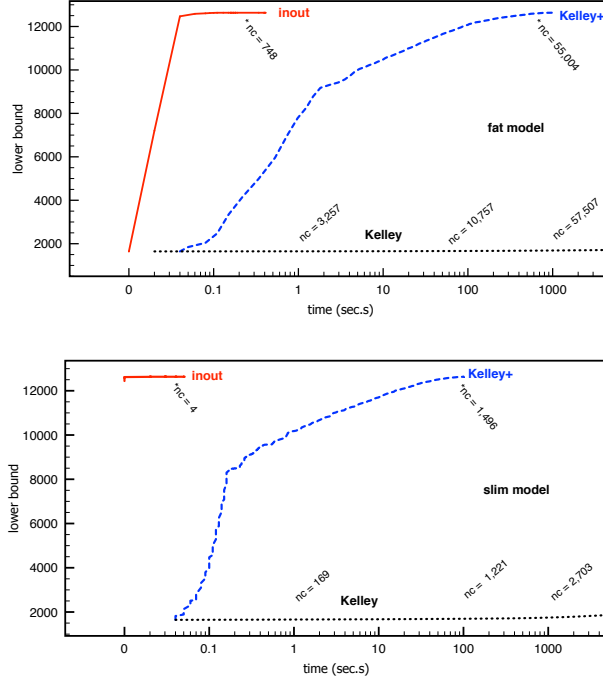 inout
Kelley+
12000
* nc = 748
* nc = 55,004
10000
lower bound
8000
fat model
6000
4000
nc = 3,257
nc = 10,757
nc = 57,507
Kelley
2000
0
0.1
1
10
100
1000
time (sec.s)
inout
Kelley+
12000
*nc = 4
*nc = 1,496
10000
lower bound
8000
slim model
6000
4000
nc = 169
nc = 1,221
nc = 2,703
Kelley
2000
0
0.1
1
10
100
1000
time (sec.s)